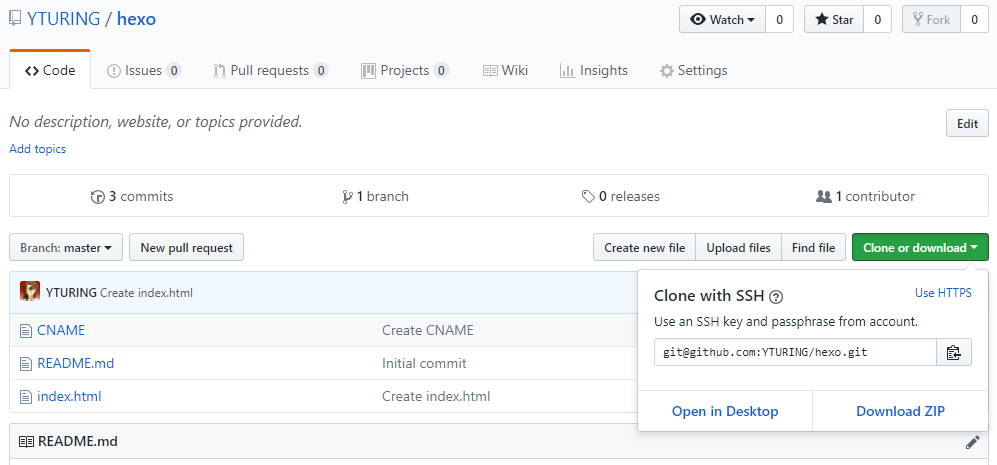 YTURING / hexo
Watch 0 Star 0 Fork 0
Code Issues 0 Pull requests 0 Projects 0 Wiki Insights Settings
No description, website, or topics provided.
Edit
Add topics
3 commits 1 branch 0 releases 1 contributor
Branch: master New pull request Create new file Upload files Find file Clone or download
YTURING Create index.html
CNAME Create CNAME
README.md Initial commit
index.html Create index.html
Clone with SSH ? Use HTTPS
Use an SSH key and passphrase from account.
git@github.com:YTURING/hexo.git
Open in Desktop Download ZIP
README.md